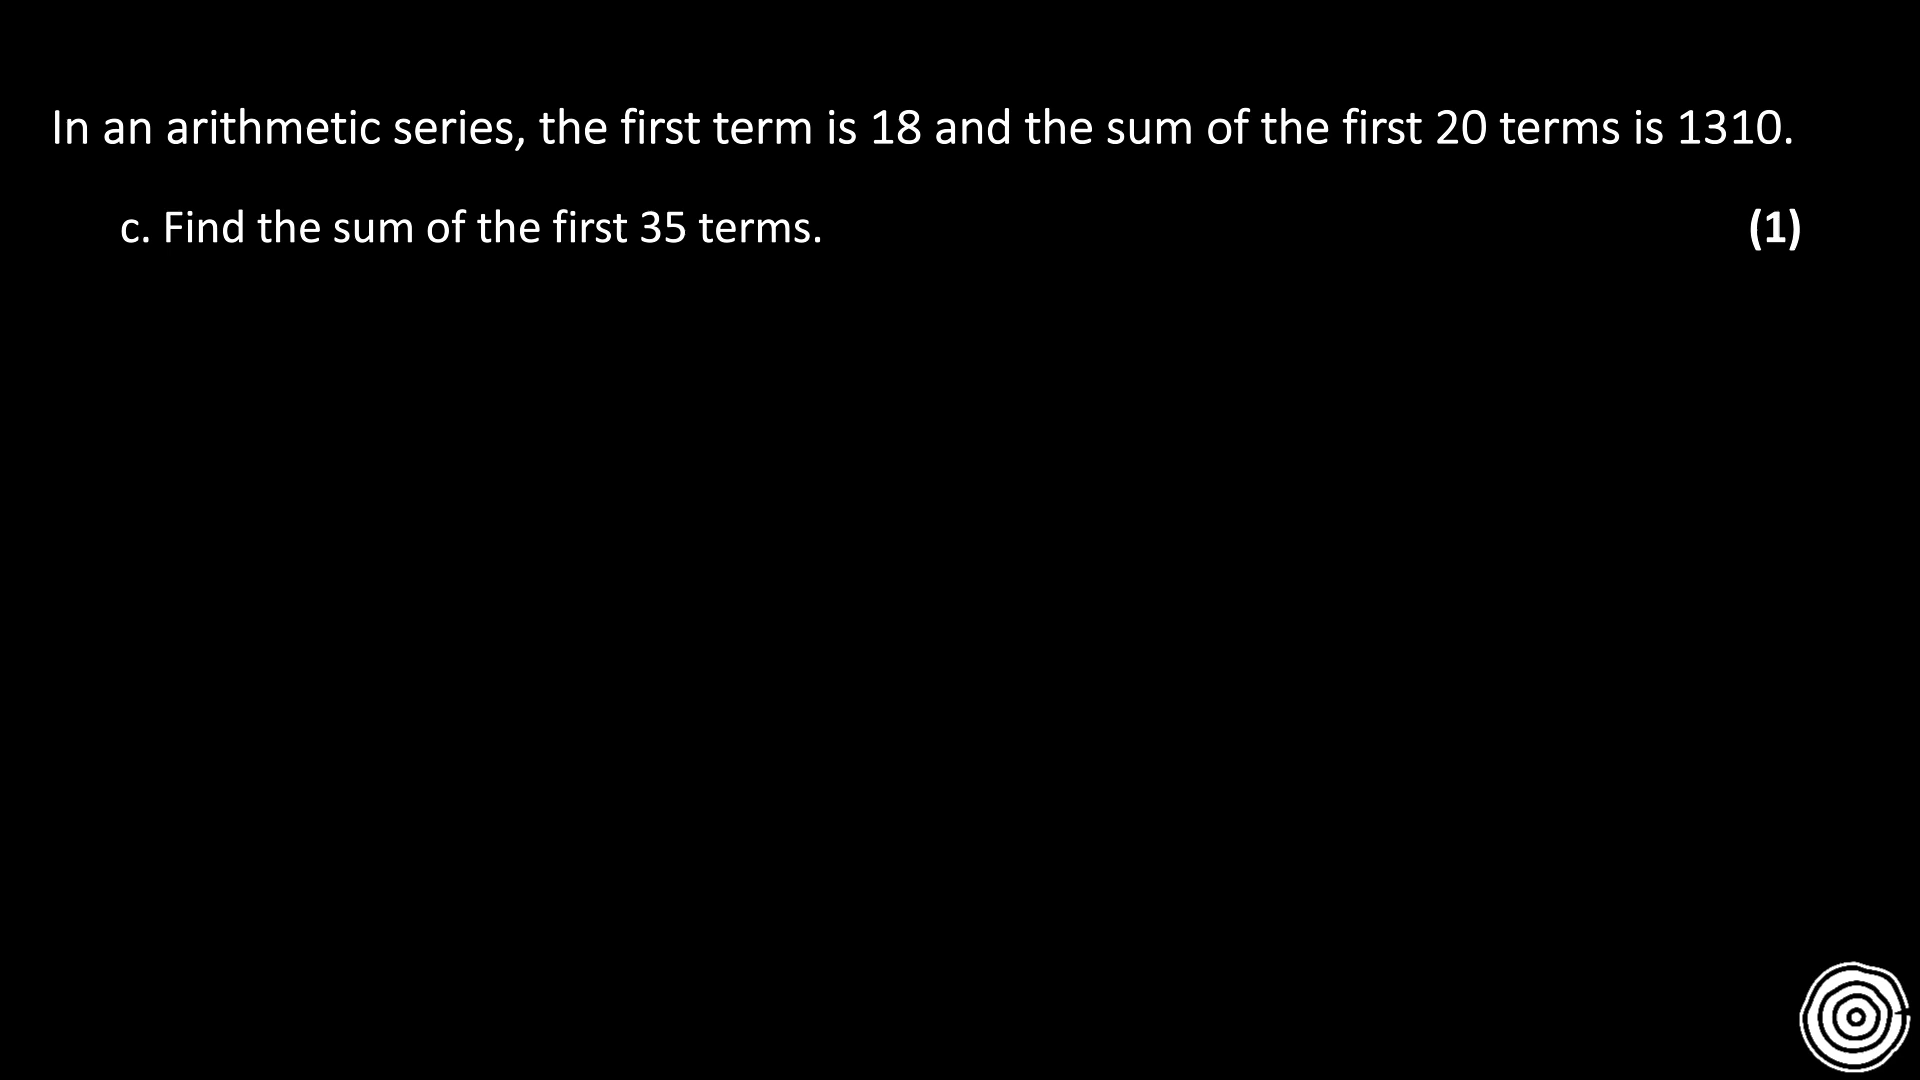 In an arithmetic series, the first term is 18 and the sum of the first 20 terms is 1310.
c. Find the sum of the first 35 terms. (1)